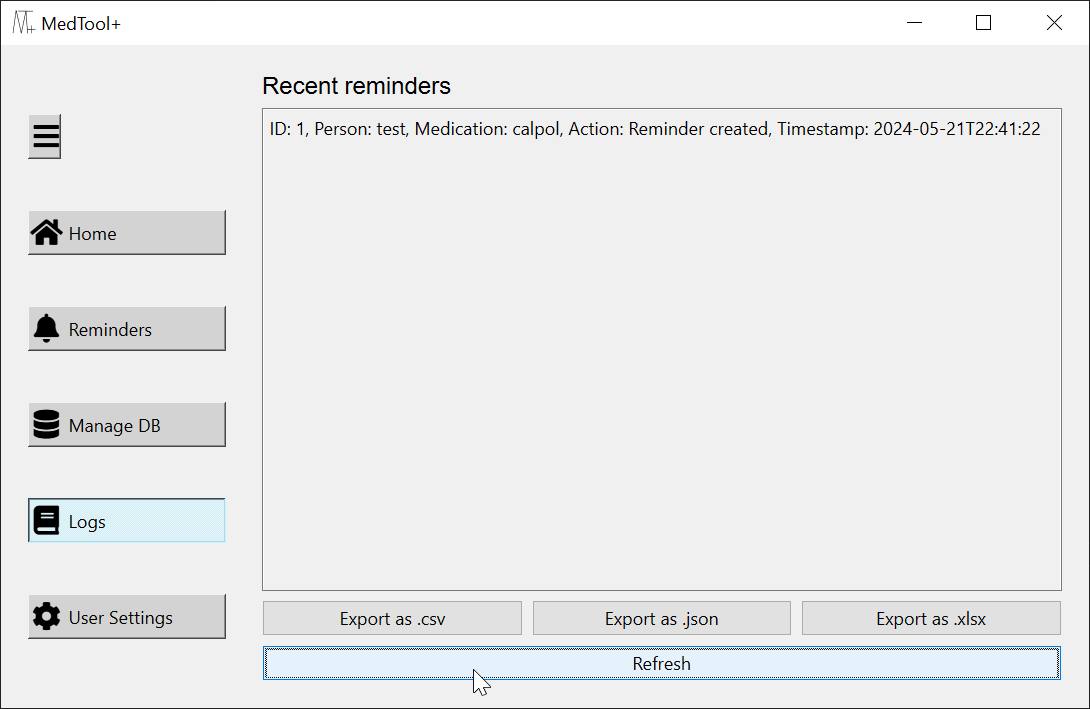 M+ MedTool+
Recent reminders
ID: 1, Person: test, Medication: calpol, Action: Reminder created, Timestamp: 2024-05-21T22:41:22
Home
Reminders
Manage DB
Logs
User Settings
Export as .csv
Export as .json
Export as .xlsx
Refresh